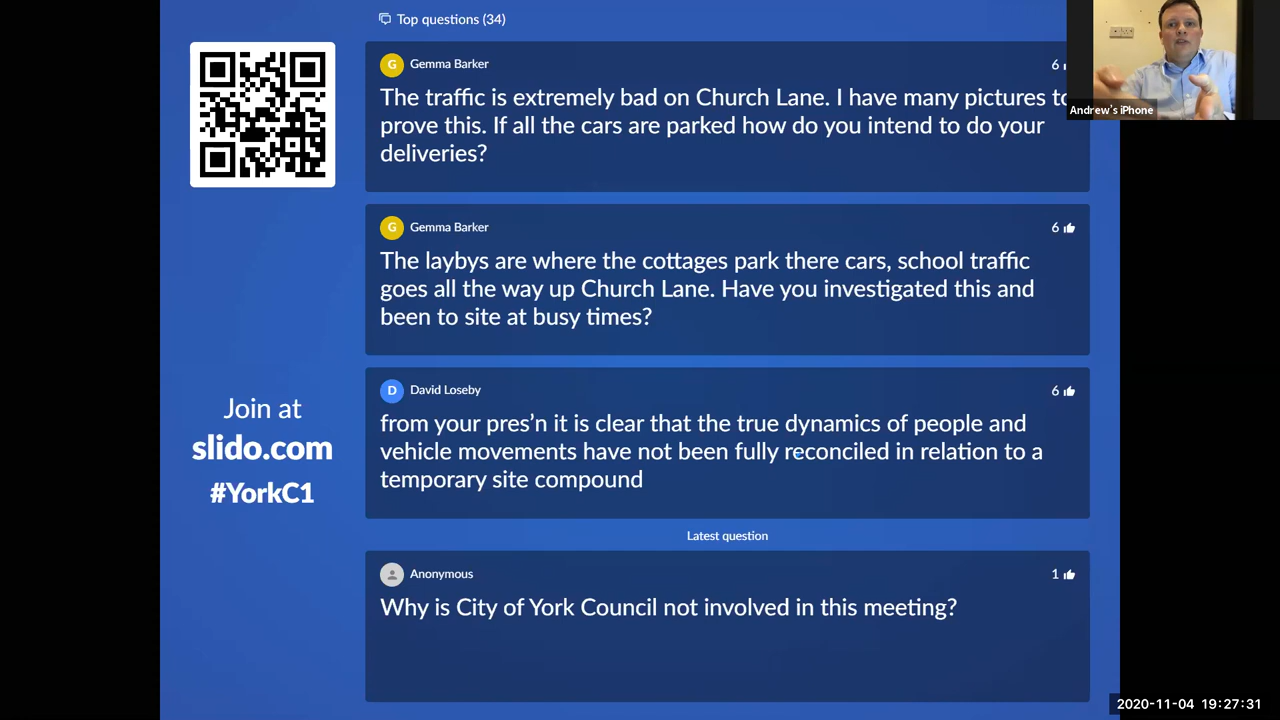 Top questions (34)
G Gemma Barker 6
The traffic is extremely bad on Church Lane. I have many pictures to
prove this. If all the cars are parked how do you intend to do your
deliveries?
Andrew's iPhone
G Gemma Barker 6
The laybys are where the cottages park there cars, school traffic
goes all the way up Church Lane. Have you investigated this and
been to site at busy times?
D David Loseby 6
from your pres'n it is clear that the true dynamics of people and
vehicle movements have not been fully reconciled in relation to a
temporary site compound
Join at
slido.com
#YorkC1
Latest question
Anonymous 1
Why is City of York Council not involved in this meeting?
2020-11-04 19:27:31